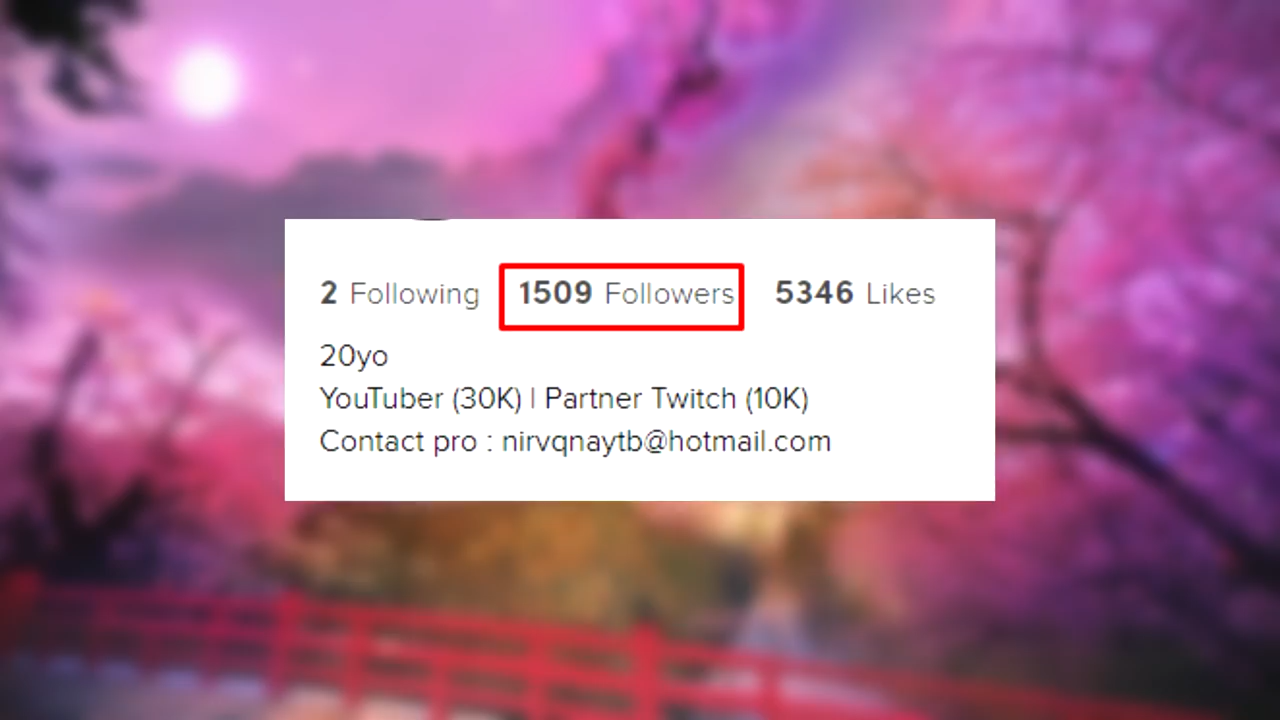 2 Following 1509 Followers 5346 Likes
20yo
YouTuber (30K) | Partner Twitch (10K)
Contact pro : nirvqnaytb@hotmail.com